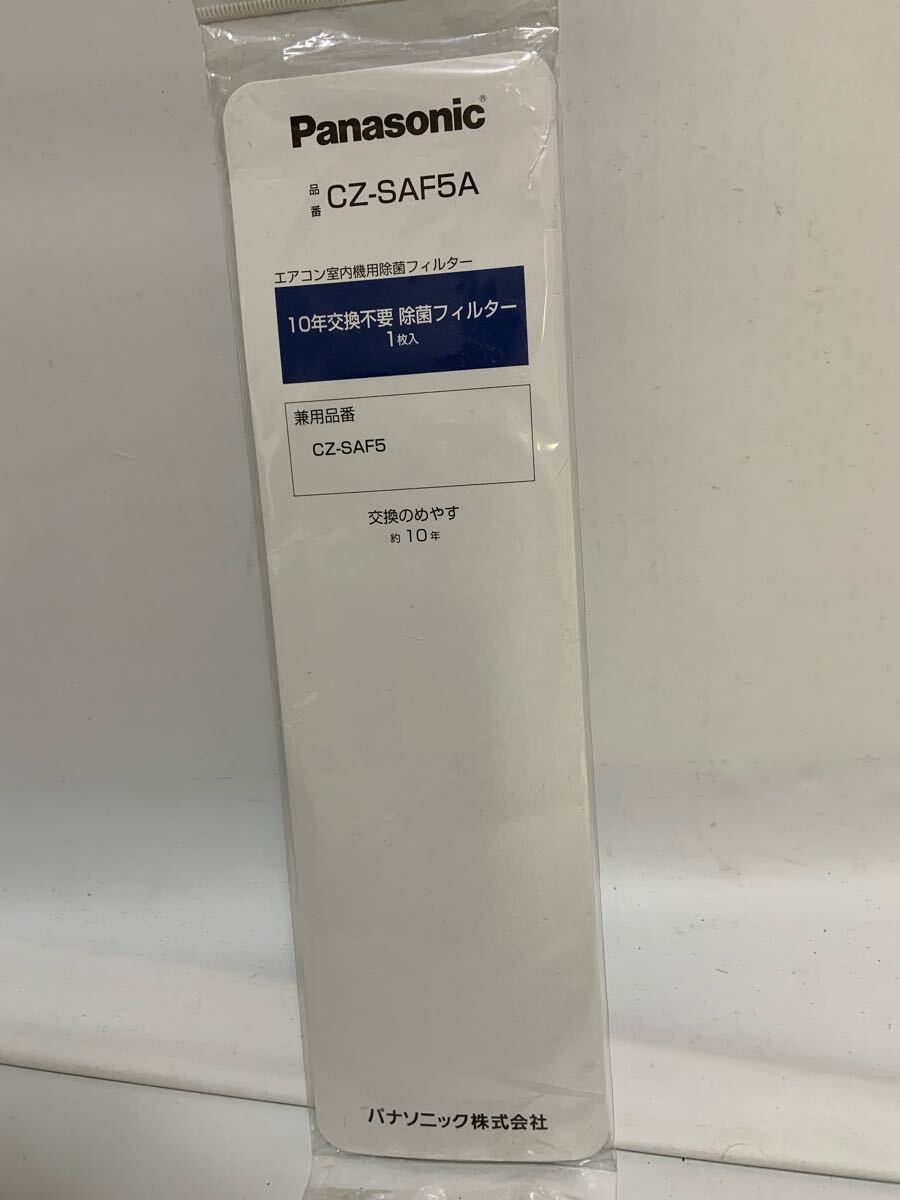 Panasonic®
品番 CZ-SAF5A
エアコン室内機用除菌フィルター
10年交換不要 除菌フィルター
1枚入
兼用品番
CZ-SAF5
交換のめやす
約10年
パナソニック株式会社